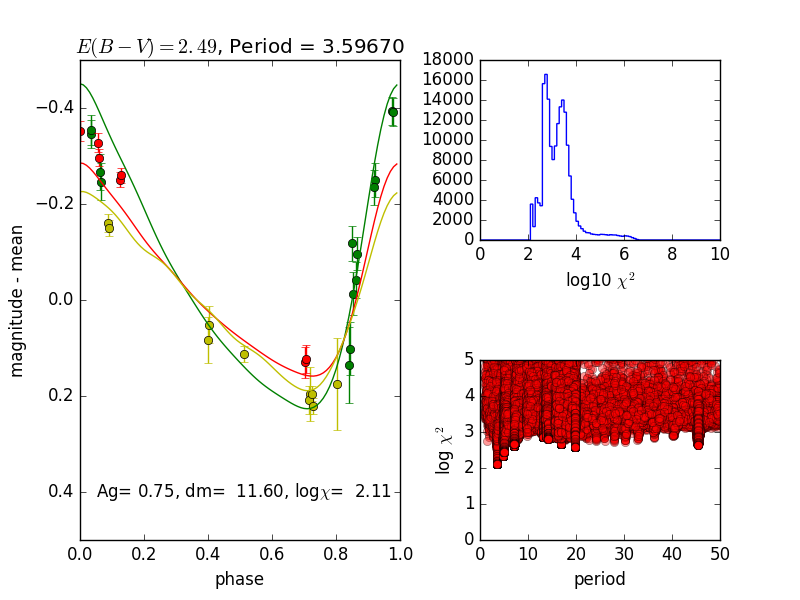 E(B − V) = 2.49, Period = 3.59670
−0.4
−0.2
0.0
0.2
0.4
magnitude - mean
Ag= 0.75, dm= 11.60, logχ= 2.11
0.0 0.2 0.4 0.6 0.8 1.0
phase
18000
16000
14000
12000
10000
8000
6000
4000
2000
0
0 2 4 6 8 10
log10 χ²
5
4
3
2
1
0
log χ²
0 10 20 30 40 50
period